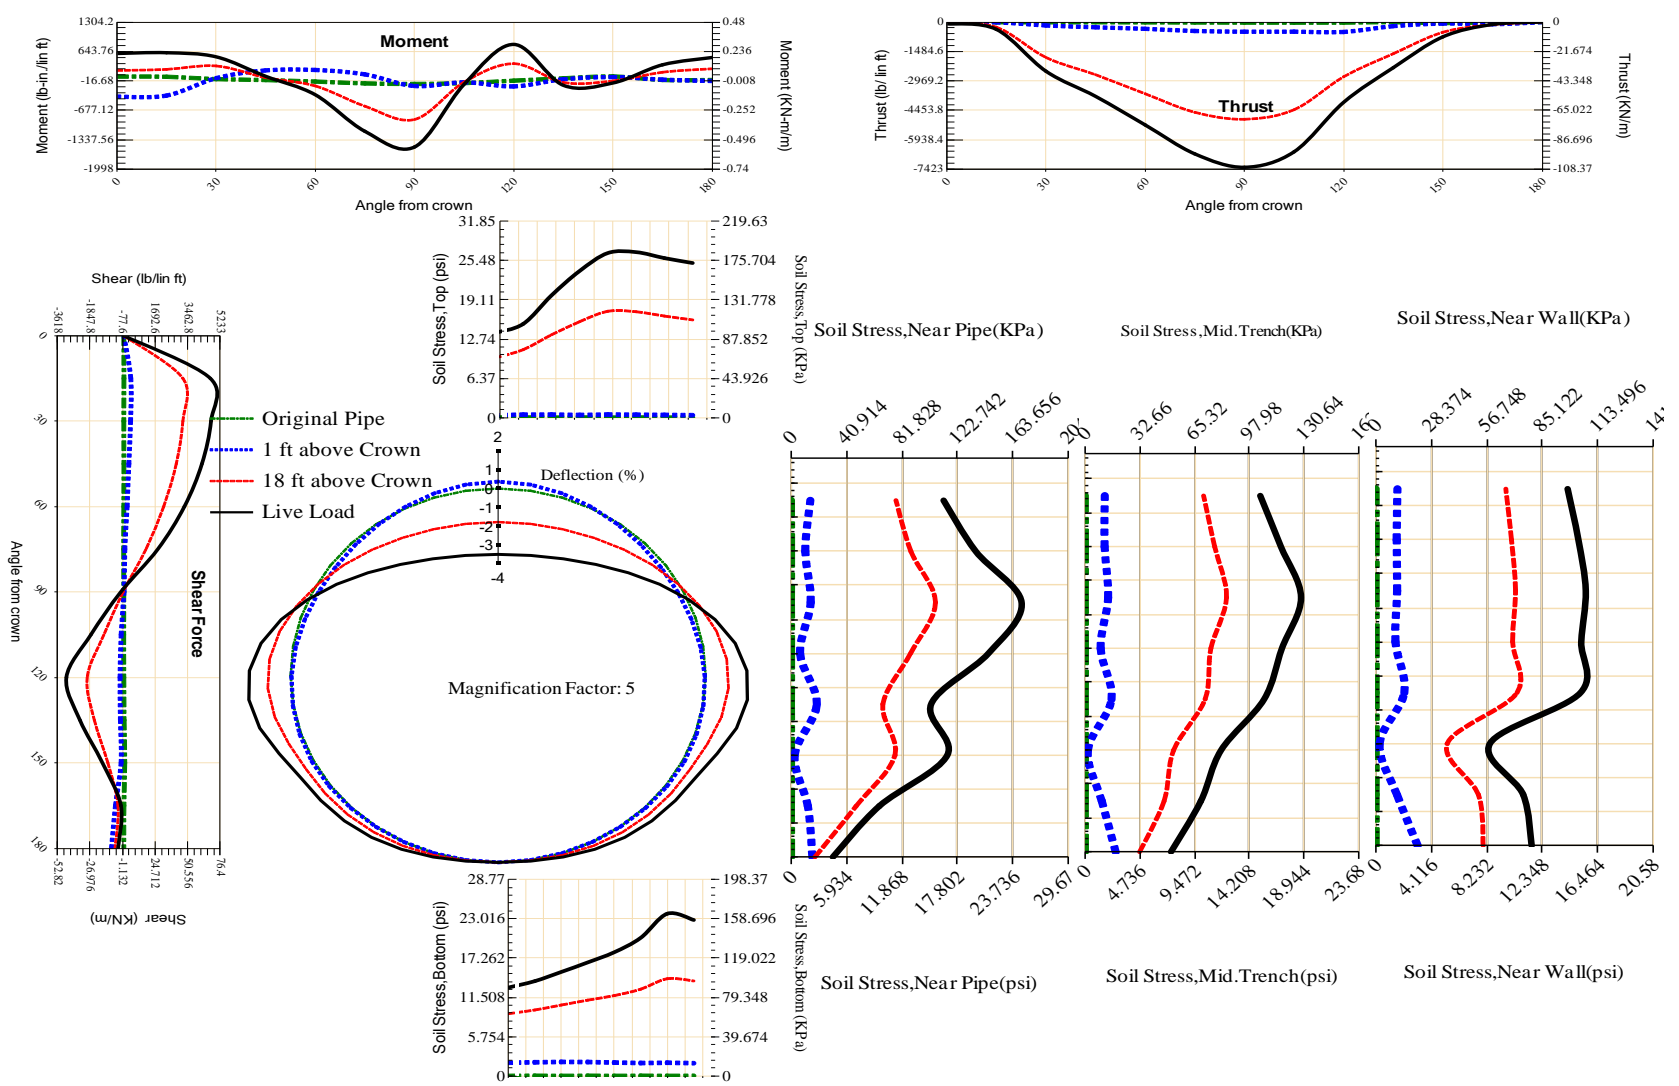 1304.2
643.76
-16.68
-677.12
-1337.56
-1998
Moment (lb-in /lin ft)
Moment
0.48
0.236
-0.008
-0.252
-0.496
-0.74
Moment (KN-m/m)
0 30 60 90 120 150 180
Angle from crown
0
-1484.6
-2969.2
-4453.8
-5938.4
-7423
Thrust (lb/ lin ft)
Thrust
0
-21.674
-43.348
-65.022
-86.696
-108.37
Thrust (KN/m)
0 30 60 90 120 150 180
Angle from crown
31.85
25.48
19.11
12.74
6.37
0
Soil Stress,Top (psi)
219.63
175.704
131.778
87.852
43.926
0
Soil Stress,Top (KPa)
Shear (lb/lin ft)
-3618 -1847.8 -77.6 1692.6 3462.8 5233
0
30
60
90
120
150
180
Angle from crown
Shear Force
-52.82 -26.976 -1.132 24.712 50.556 76.4
Shear (KN/m)
Original Pipe
1 ft above Crown
18 ft above Crown
Live Load
2
1
0
-1
-2
-3
-4
Deflection (%)
Magnification Factor: 5
28.77
23.016
17.262
11.508
5.754
0
Soil Stress,Bottom (psi)
198.37
158.696
119.022
79.348
39.674
0
Soil Stress,Bottom (KPa)
Soil Stress,Near Pipe(KPa)
0 40.914 81.828 122.742 163.656
0 5.934 11.868 17.802 23.736 29.67
Soil Stress,Near Pipe(psi)
Soil Stress,Mid.Trench(KPa)
0 32.66 65.32 97.98 130.64
0 4.736 9.472 14.208 18.944 23.68
Soil Stress,Mid.Trench(psi)
Soil Stress,Near Wall(KPa)
0 28.374 56.748 85.122 113.496
0 4.116 8.232 12.348 16.464 20.58
Soil Stress,Near Wall(psi)